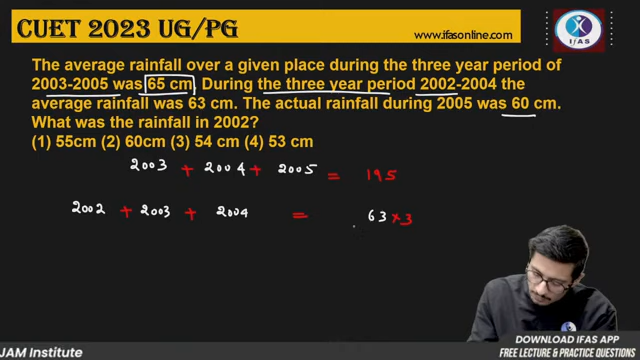 CUET 2023 UG/PG
www.ifasonline.com
IFAS
The average rainfall over a given place during the three year period of
2003-2005 was 65 cm. During the three year period 2002-2004 the
average rainfall was 63 cm. The actual rainfall during 2005 was 60 cm.
What was the rainfall in 2002?
(1) 55cm (2) 60cm (3) 54 cm (4) 53 cm
2003 + 2004 + 2005 = 195
2002 + 2003 + 2004 = 63 × 3
DOWNLOAD IFAS APP
JAM Institute
FREE LECTURE & PRACTICE QUESTIONS